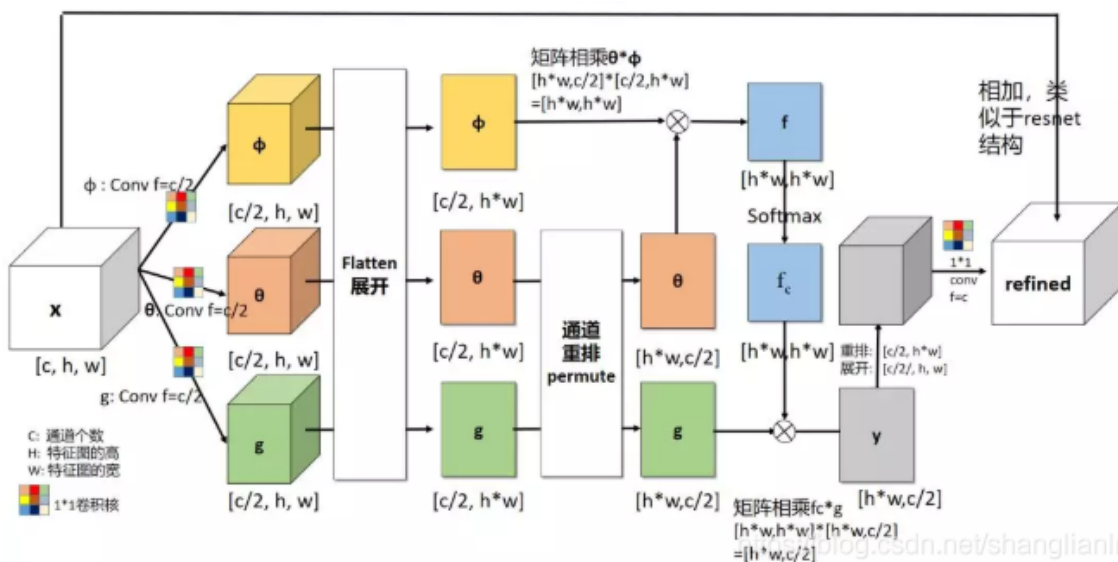 矩阵相乘θ*ϕ
[h*w,c/2]*[c/2,h*w]
=[h*w,h*w]
相加，类
似于resnet
结构
ϕ
ϕ
f
ϕ : Conv f=c/2
[c/2, h, w]
[c/2, h*w]
[h*w,h*w]
Softmax
x
[c, h, w]
θ
θ: Conv f=c/2
[c/2, h, w]
Flatten
展开
θ
[c/2, h*w]
通道
重排
permute
θ
[h*w,c/2]
fc
[h*w,h*w]
1*1
conv
f=c
refined
重排: [c/2, h*w]
展开: [c/2/, h, w]
g: Conv f=c/2
g
[c/2, h, w]
g
[c/2, h*w]
g
[h*w,c/2]
y
[h*w,c/2]
C: 通道个数
H: 特征图的高
W: 特征图的宽
1*1卷积核
矩阵相乘fc*g
[h*w,h*w]*[h*w,c/2]
=[h*w,c/2]